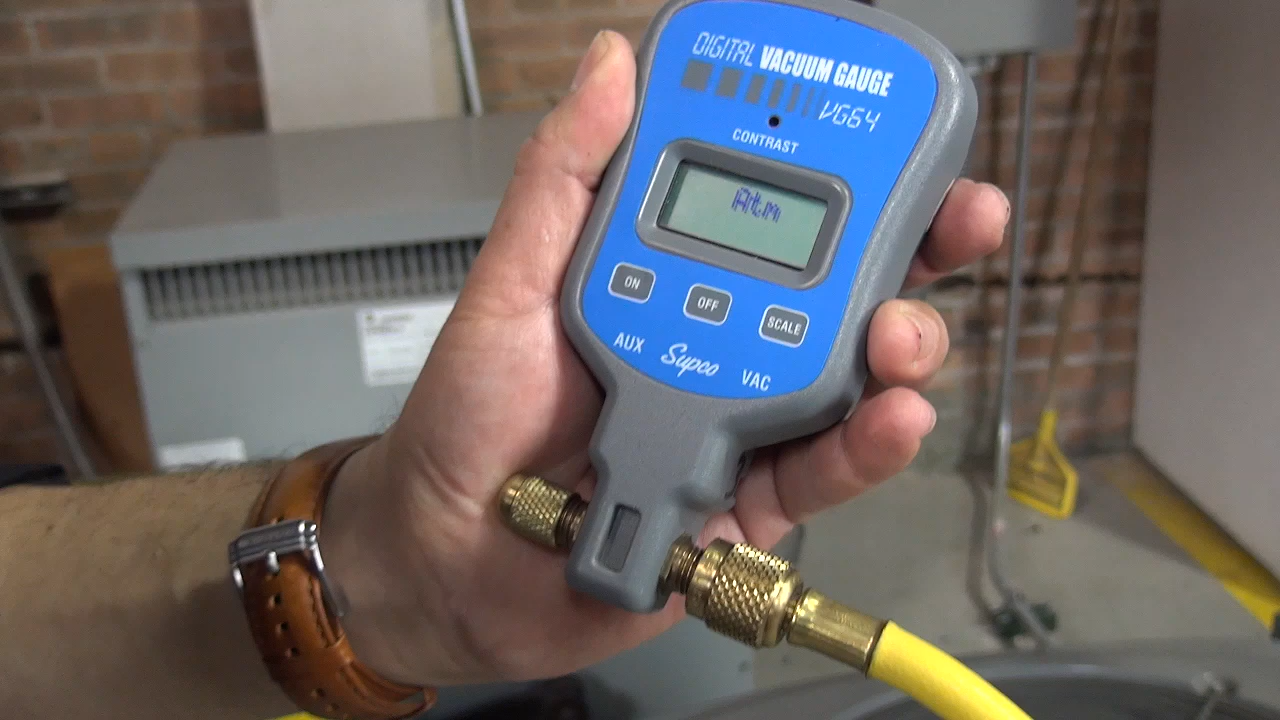 DIGITAL VACUUM GAUGE
VG64
CONTRAST
Atm
ON OFF SCALE
AUX Supco VAC